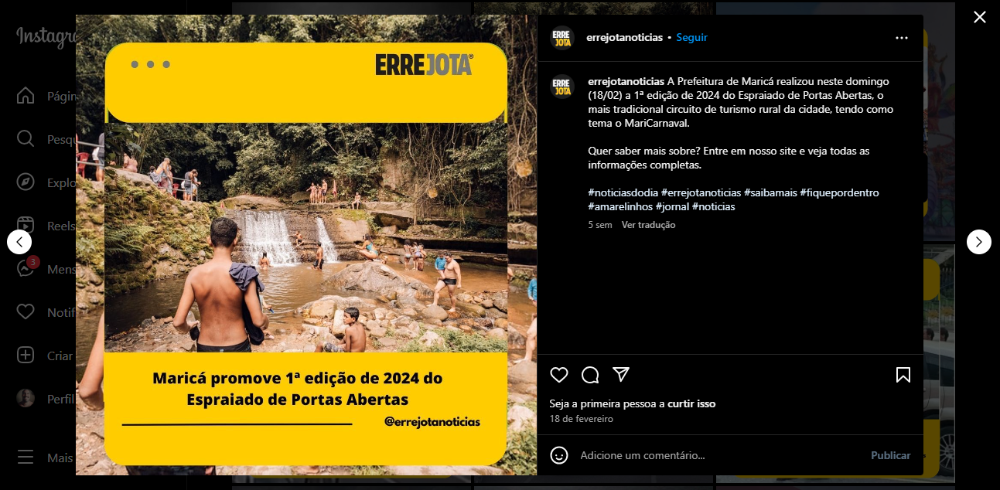 Instagra
Págin
Pesqu
Explo
Reels
3
Mens
Notif
Criar
Perfil
Mais
ERREJOTA®
Maricá promove 1ª edição de 2024 do
Espraiado de Portas Abertas
@errejotanoticias
ERRE
JOTA
errejotanoticias • Seguir
ERRE
JOTA
errejotanoticias A Prefeitura de Maricá realizou neste domingo
(18/02) a 1ª edição de 2024 do Espraiado de Portas Abertas, o
mais tradicional circuito de turismo rural da cidade, tendo como
tema o MariCarnaval.
Quer saber mais sobre? Entre em nosso site e veja todas as
informações completas.
#noticiasdodia #errejotanoticias #saibamais #fiquepordentro
#amarelinhos #jornal #noticias
5 sem Ver tradução
Seja a primeira pessoa a curtir isso
18 de fevereiro
Adicione um comentário...
Publicar